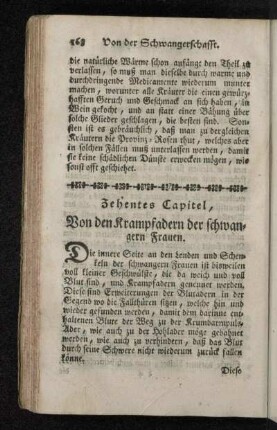 168 Von der Schwangerschafft.
die natürliche Wärme schon anfängt den Theil zu
verlassen, so muß man dieselbe durch warme und
durchdringende Medicamente wiederum munter
machen, worunter alle Kräuter die einen gewürz-
hafften Geruch und Geschmack an sich haben, in
Wein gekocht, und an statt einer Bähung über
solche Glieder geschlagen, die besten sind. Son-
sten ist es gebräuchlich, daß man zu dergleichen
Kräutern die Provinz-Rosen thut, welches aber
in solchen Fällen muß unterlassen werden, damit
sie keine schädlichen Dünste erwecken mögen, wie
sonst offt geschiehet.
Zehentes Capitel,
Von den Krampfadern der schwan-
gern Frauen.
Die innere Seite an den Lenden und Schen-
keln der schwangern Frauen ist bisweilen
voll kleiner Geschwülste, die da weich und voll
Blut sind, und Krampfadern genennet werden.
Diese sind Erweiterungen der Blutadern in der
Gegend wo die Fallthüren sitzen, welche hin und
wieder gefunden werden, damit dem darinne ent-
haltenen Blute der Weg zu der
Ader, wie auch zu der Hohlader möge gebahnet
werden, wie auch zu verhindern, daß das Blut
durch seine Schwere nicht wiederum zurück fallen
könne.
Diese